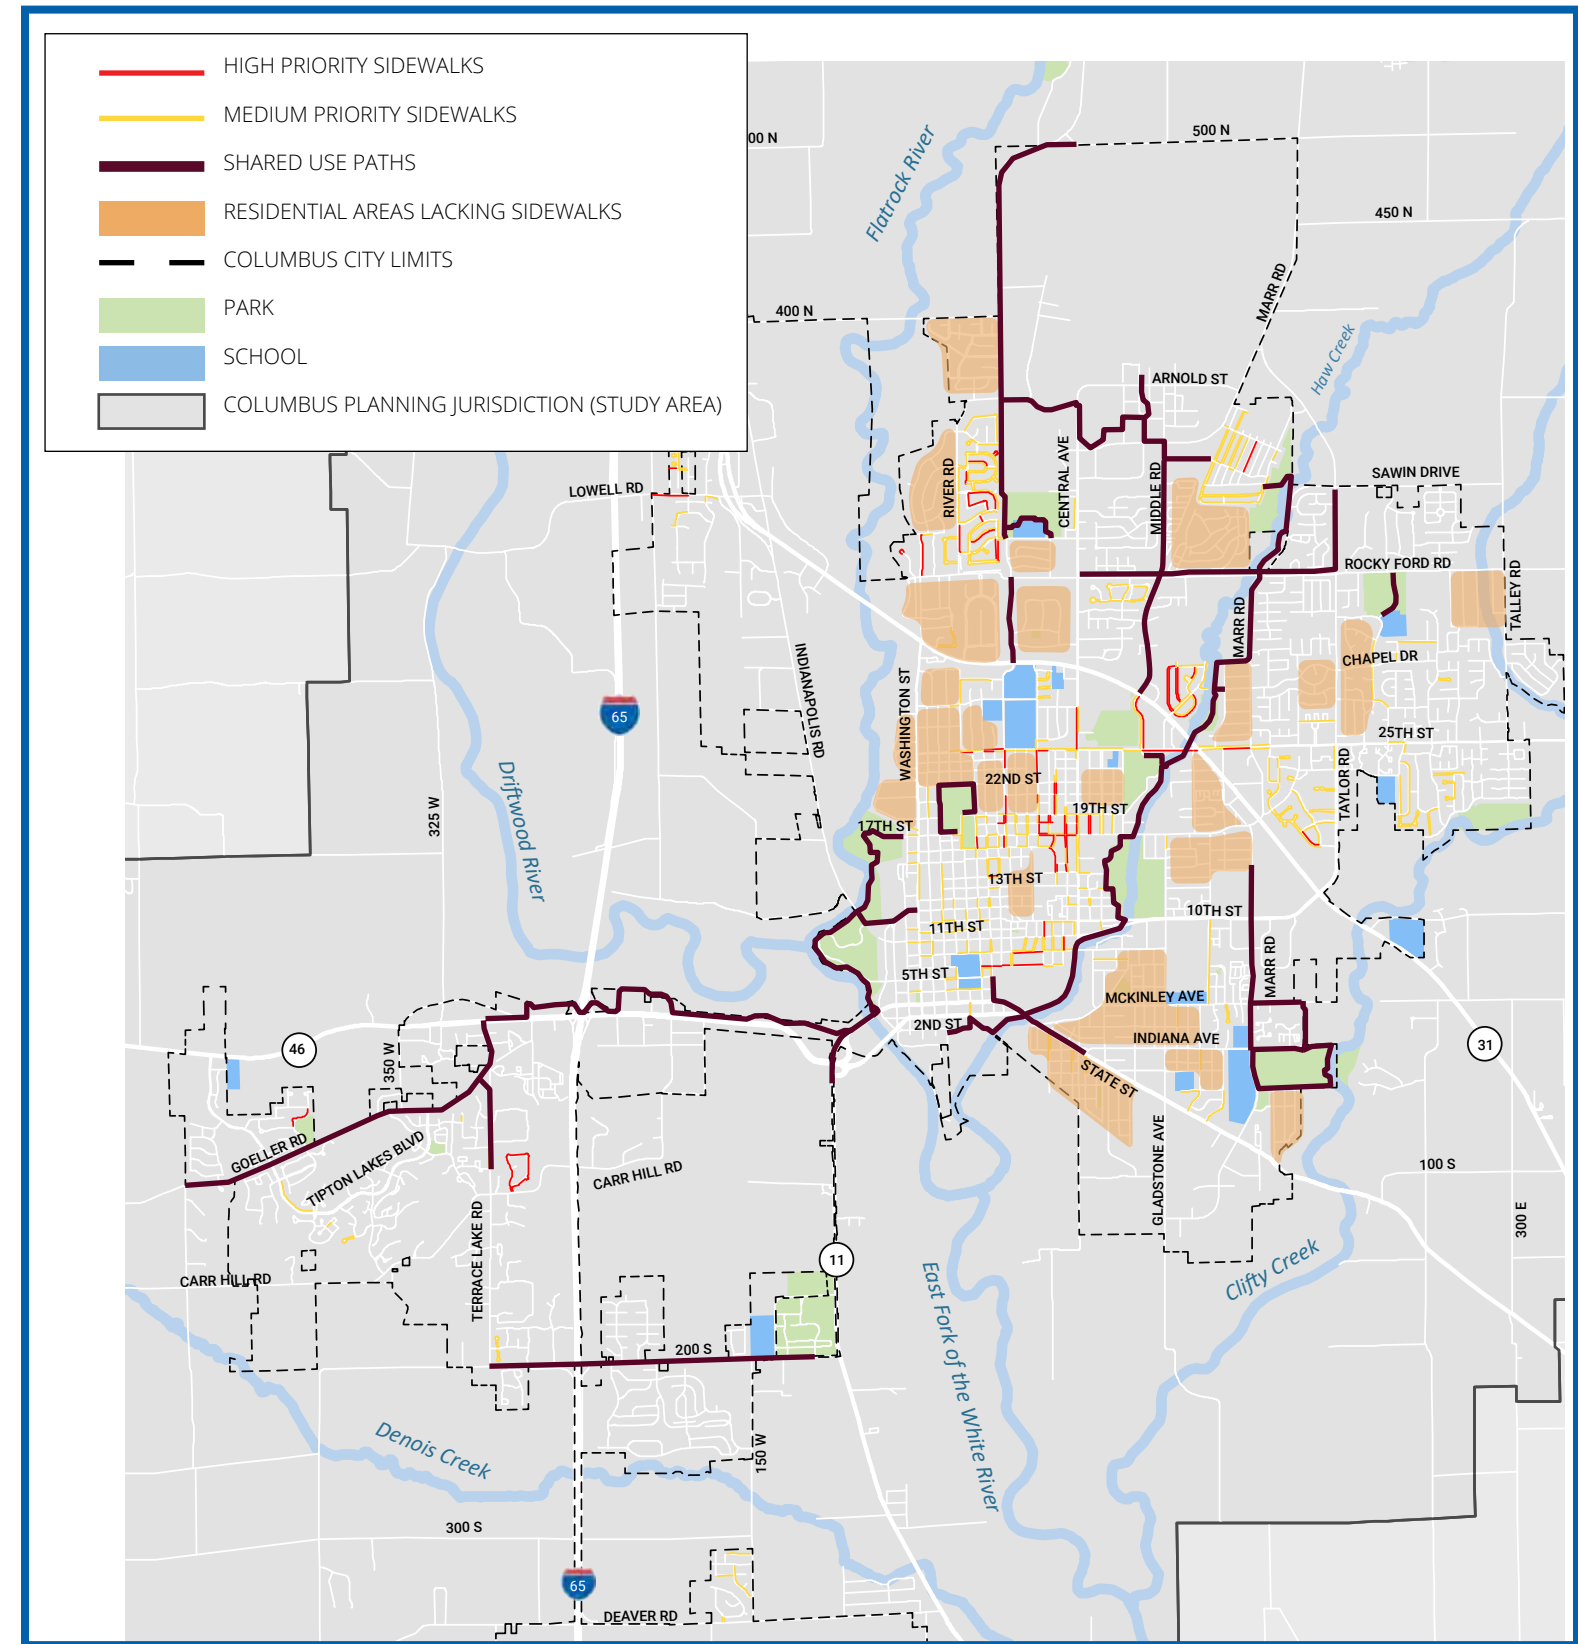 HIGH PRIORITY SIDEWALKS
MEDIUM PRIORITY SIDEWALKS
SHARED USE PATHS
RESIDENTIAL AREAS LACKING SIDEWALKS
COLUMBUS CITY LIMITS
PARK
SCHOOL
COLUMBUS PLANNING JURISDICTION (STUDY AREA)
00 N
500 N
Flatrock River
450 N
MARR RD
400 N
Haw Creek
ARNOLD ST
CENTRAL AVE
RIVER RD
MIDDLE RD
SAWIN DRIVE
LOWELL RD
ROCKY FORD RD
TALLEY RD
MARR RD
CHAPEL DR
INDIANAPOLIS RD
WASHINGTON ST
65
25TH ST
22ND ST
TAYLOR RD
Driftwood River
325 W
19TH ST
17TH ST
13TH ST
10TH ST
11TH ST
MARR RD
5TH ST
MCKINLEY AVE
2ND ST
INDIANA AVE
46
350 W
31
STATE ST
GOELLER RD
TIPTON LAKES BLVD
CARR HILL RD
GLADSTONE AVE
100 S
300 E
TERRACE LAKE RD
11
CARR HILL RD
Clifty Creek
East Fork of the White River
200 S
Denois Creek
150 W
300 S
65
DEAVER RD